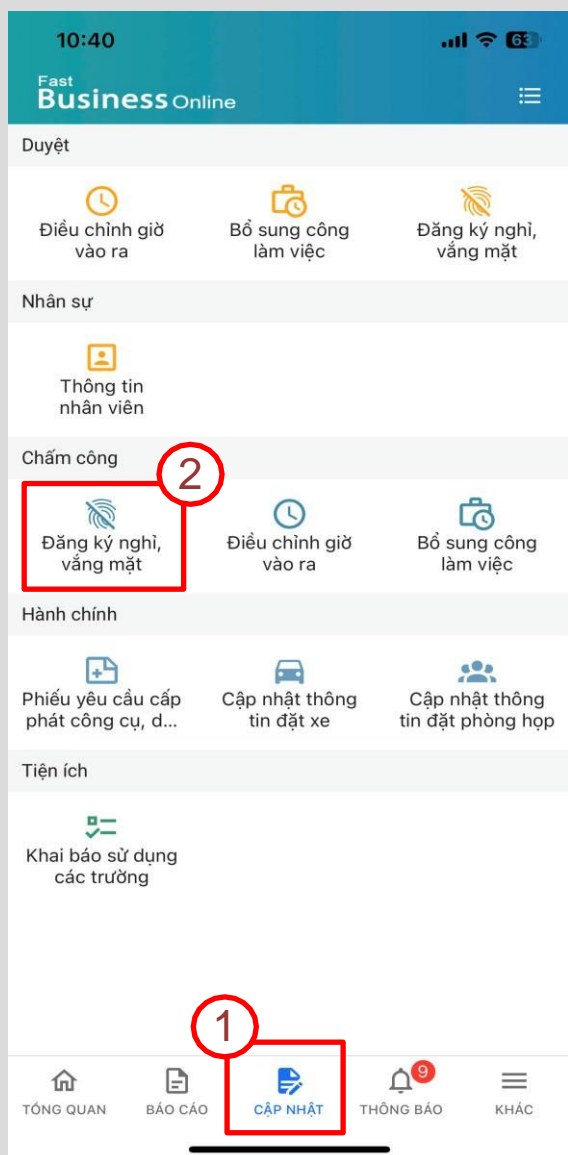 10:40
63
Fast
Business Online
Duyệt
Điều chỉnh giờ
vào ra
Bổ sung công
làm việc
Đăng ký nghỉ,
vắng mặt
Nhân sự
Thông tin
nhân viên
Chấm công
2
Đăng ký nghỉ,
vắng mặt
Điều chỉnh giờ
vào ra
Bổ sung công
làm việc
Hành chính
Phiếu yêu cầu cấp
phát công cụ, d...
Cập nhật thông
tin đặt xe
Cập nhật thông
tin đặt phòng họp
Tiện ích
Khai báo sử dụng
các trường
1
9
TỔNG QUAN
BÁO CÁO
CẬP NHẬT
THÔNG BÁO
KHÁC